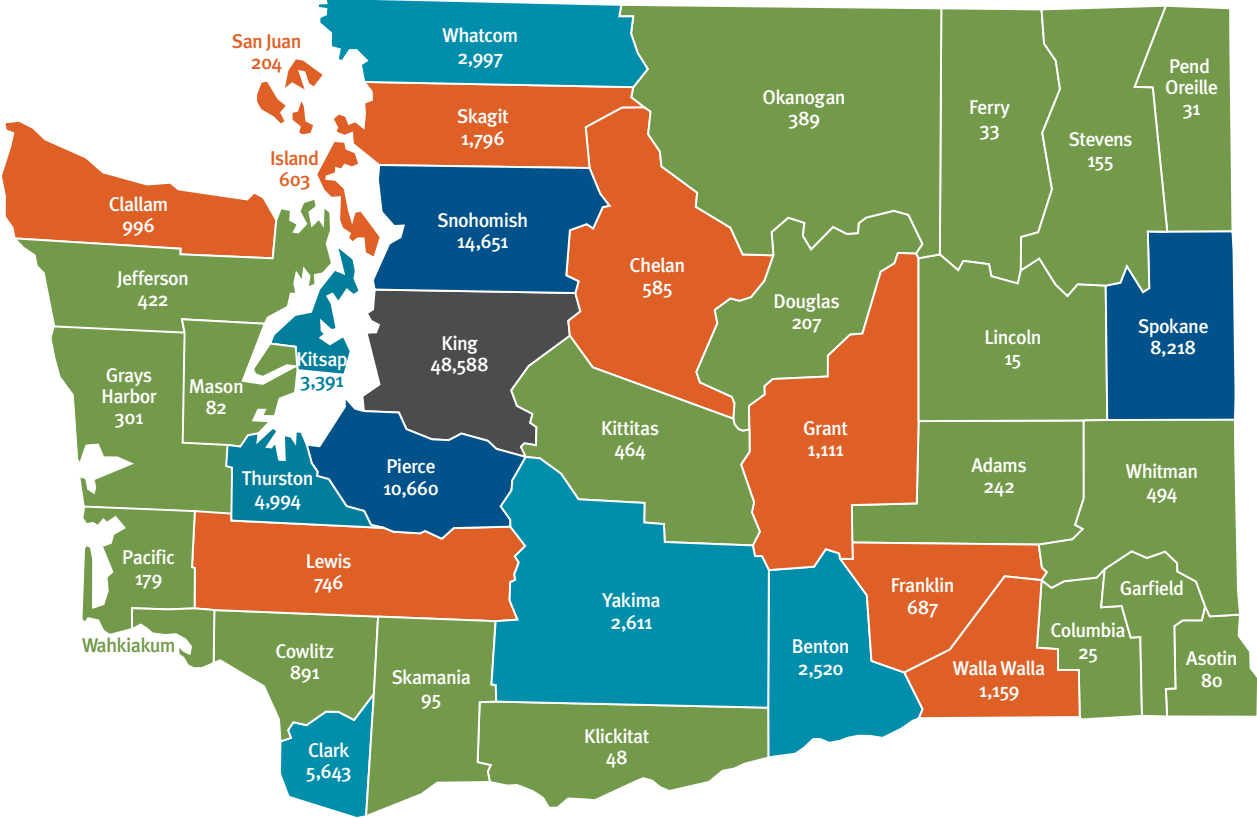 Whatcom
2,997
San Juan
204
Skagit
1,796
Island
603
Clallam
996
Snohomish
14,651
Jefferson
422
King
48,588
Kitsap
3,391
Grays
Harbor
301
Mason
82
Thurston
4,994
Pierce
10,660
Pacific
179
Lewis
746
Wahkiakum
Cowlitz
891
Skamania
95
Clark
5,643
Klickitat
48
Yakima
2,611
Benton
2,520
Kittitas
464
Chelan
585
Okanogan
389
Douglas
207
Grant
1,111
Ferry
33
Stevens
155
Pend
Oreille
31
Lincoln
15
Spokane
8,218
Adams
242
Whitman
494
Franklin
687
Walla Walla
1,159
Columbia
25
Garfield
Asotin
80